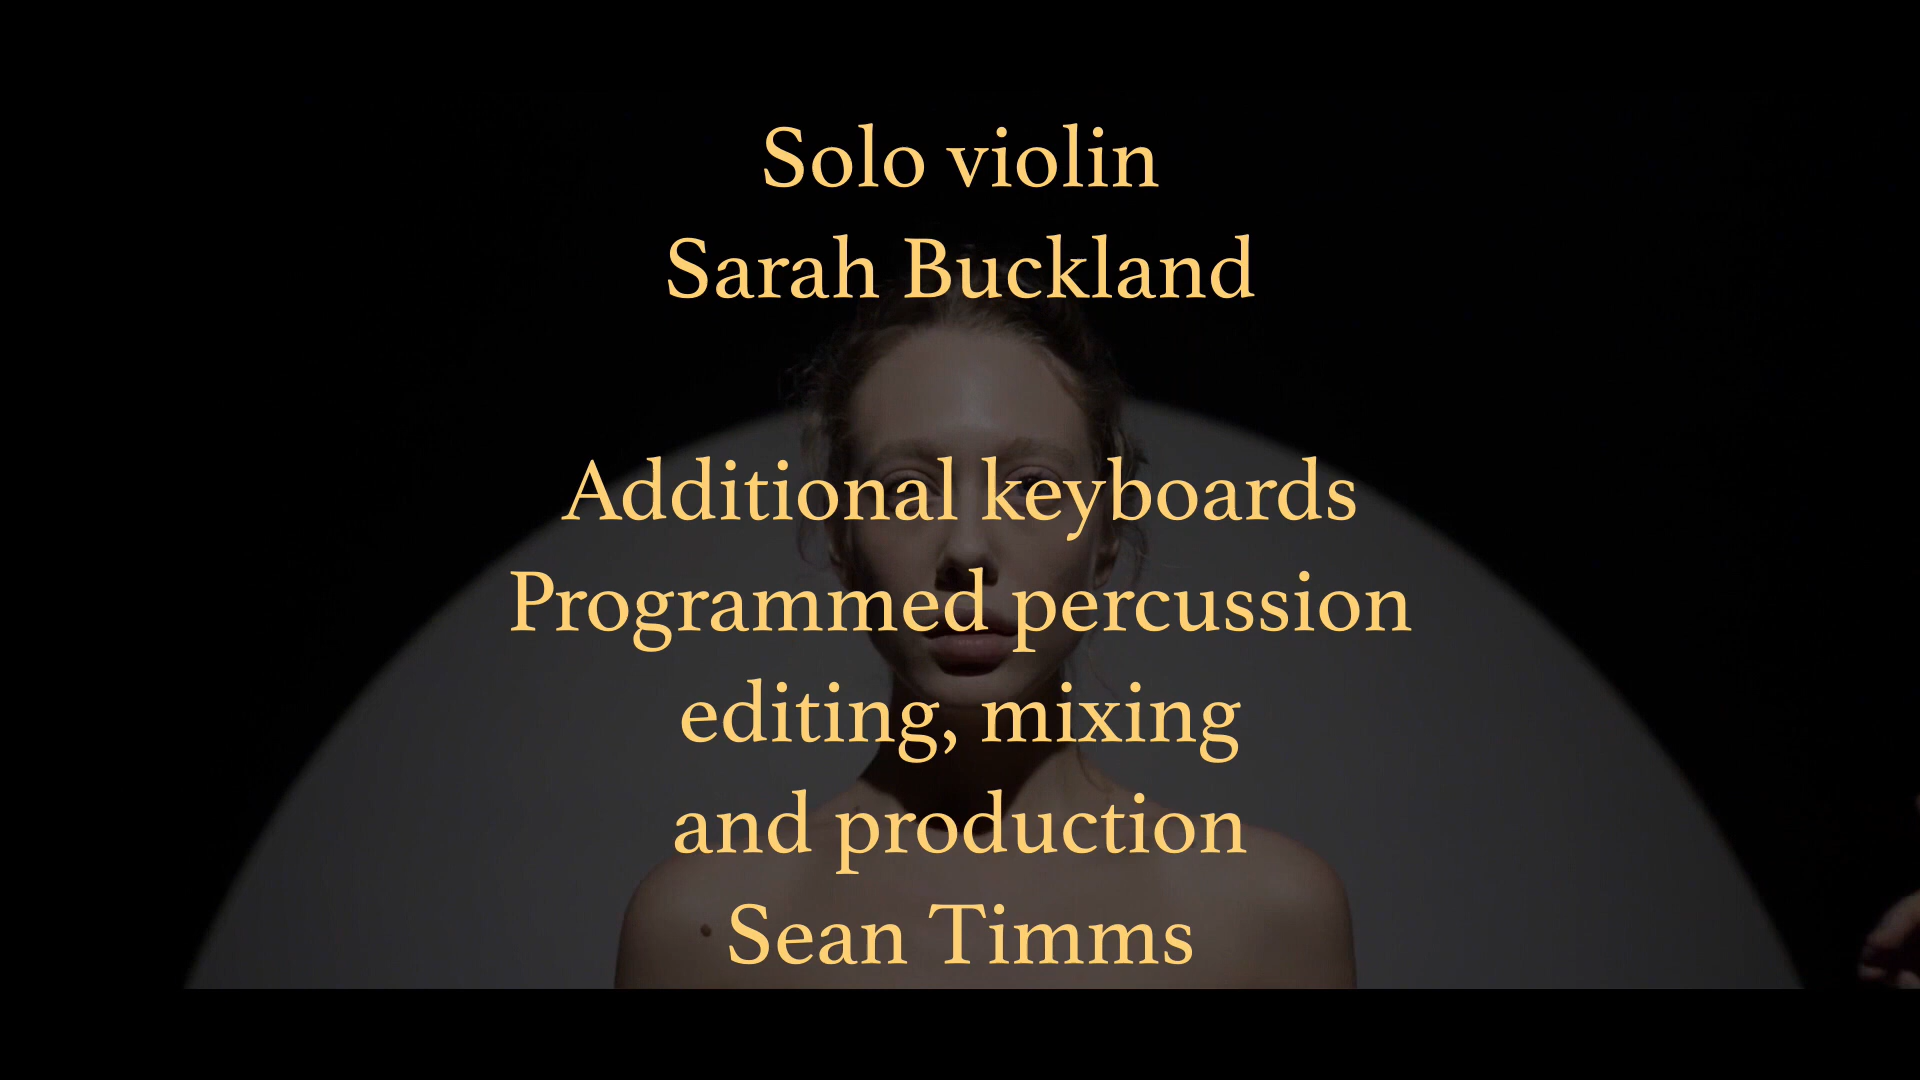 Solo violin
Sarah Buckland
Additional keyboards
Programmed percussion
editing, mixing
and production
Sean Timms